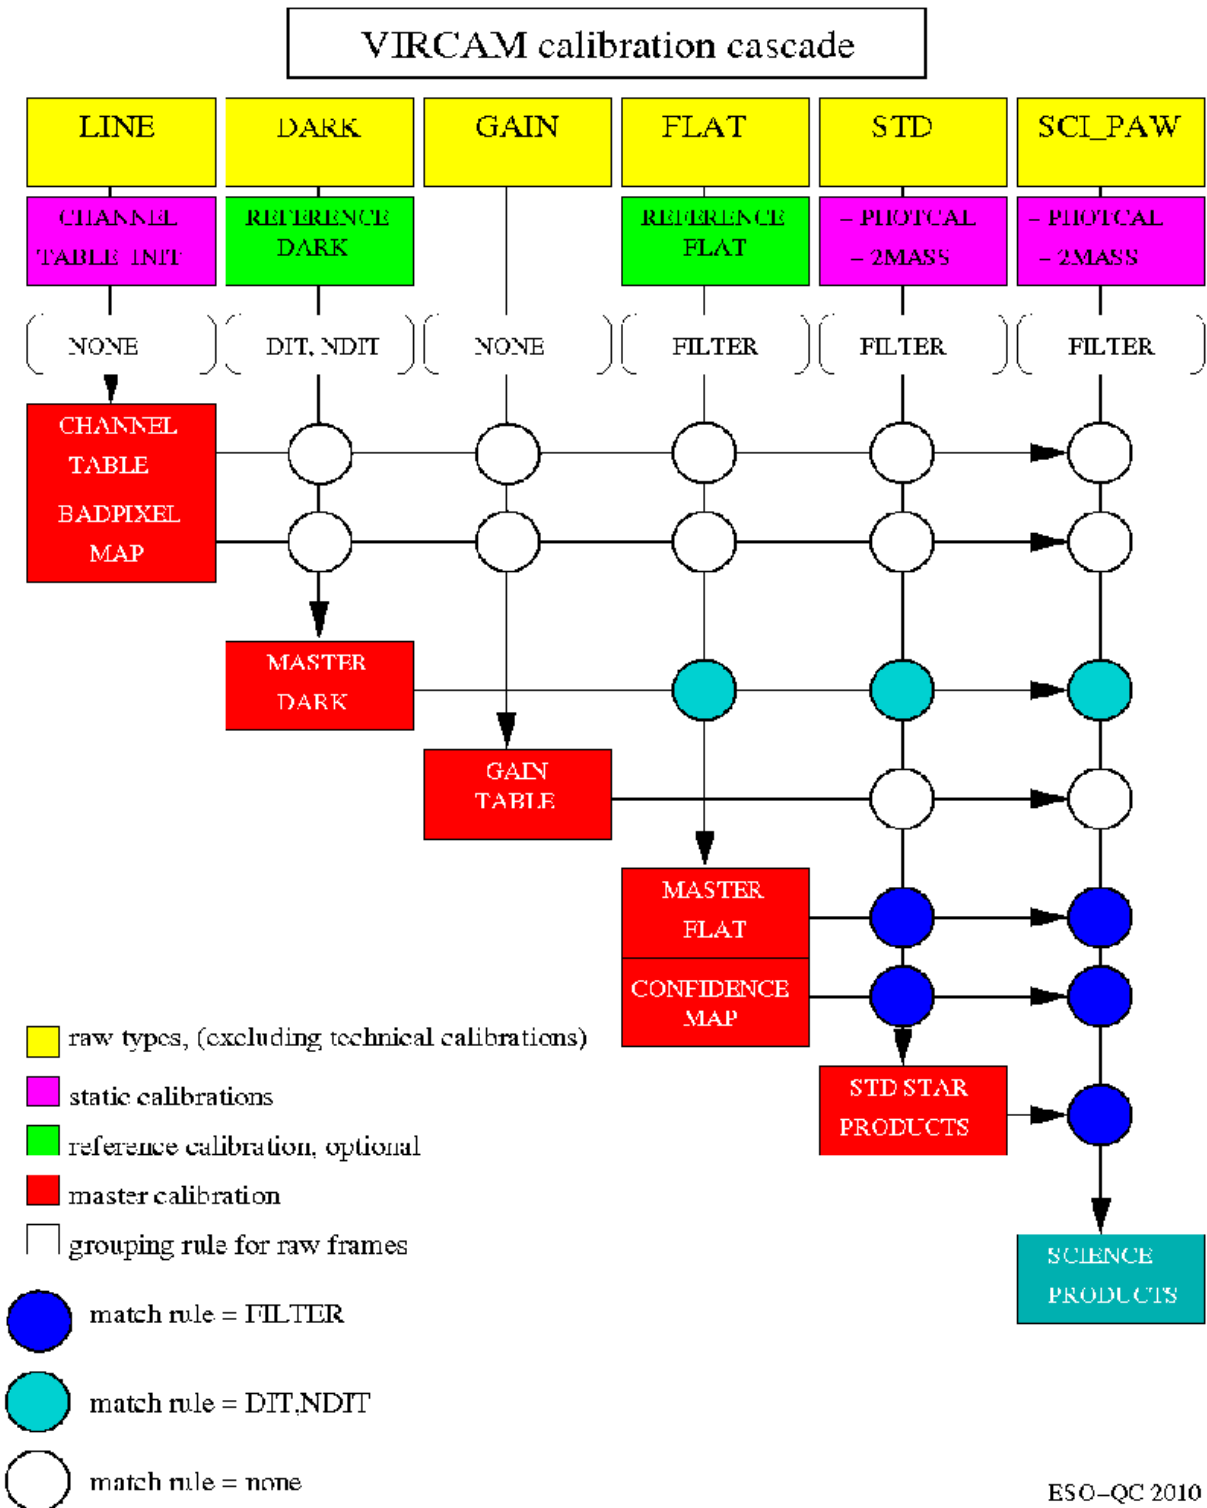 VIRCAM calibration cascade
LINE DARK GAIN FLAT STD SCI_PAW
CHANNEL
TABLE INIT
REFERENCE
DARK
REFERENCE
FLAT
- PHOTCAL
- 2MASS
- PHOTCAL
- 2MASS
NONE DIT, NDIT NONE FILTER FILTER FILTER
CHANNEL
TABLE
BADPIXEL
MAP
MASTER
DARK
GAIN
TABLE
MASTER
FLAT
CONFIDENCE
MAP
STD STAR
PRODUCTS
SCIENCE
PRODUCTS
raw types, (excluding technical calibrations)
static calibrations
reference calibration, optional
master calibration
grouping rule for raw frames
match rule = FILTER
match rule = DIT,NDIT
match rule = none
ESO-QC 2010